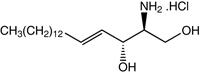 NH₂ .HCl
CH₃(CH₂)₁₂
OH
OH